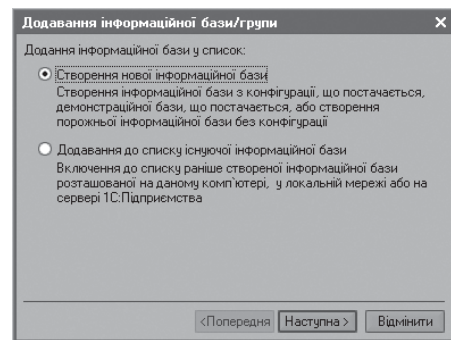 Додавання інформаційної бази/групи
Додання інформаційної бази у список:
Створення нової інформаційної бази
Створення інформаційної бази з конфігурації, що постачається,
демонстраційної бази, що постачається, або створення
порожньої інформаційної бази без конфігурації
Додавання до списку існуючої інформаційної бази
Включення до списку раніше створеної інформаційної бази
розташованої на даному комп`ютері, у локальній мережі або на
сервері 1С:Підприємства
<Попередня Наступна > Відмінити